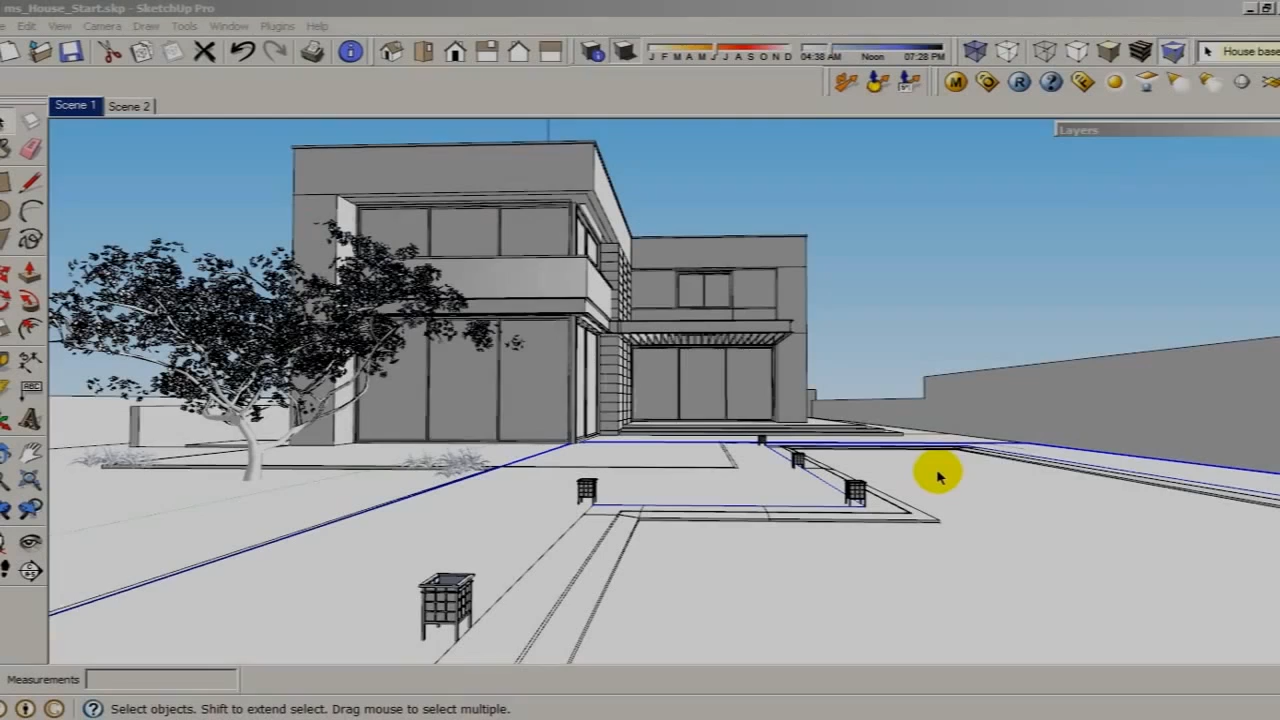 ms_House_Start.skp - SketchUp Pro
Edit View Camera Draw Tools Window Plugins Help
J F M A M J J A S O N D 04:38 AM Noon 07:28 PM
House base
M O R ?
Scene 1 Scene 2
Layers
ABC
Measurements
Select objects. Shift to extend select. Drag mouse to select multiple.